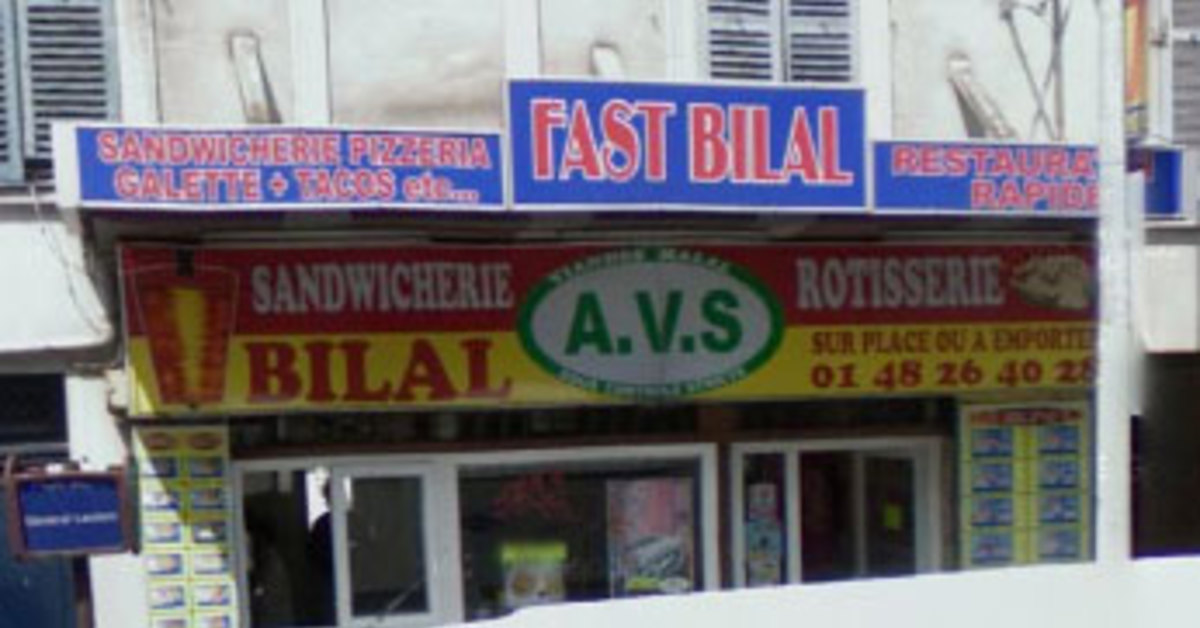 SANDWICHERIE PIZZERIA
GALETTE + TACOS etc...
FAST BILAL
RESTAURA
RAPIDE
SANDWICHERIE
BILAL
A.V.S
ROTISSERIE
SUR PLACE OU A EMPORTE
01 48 26 40 28